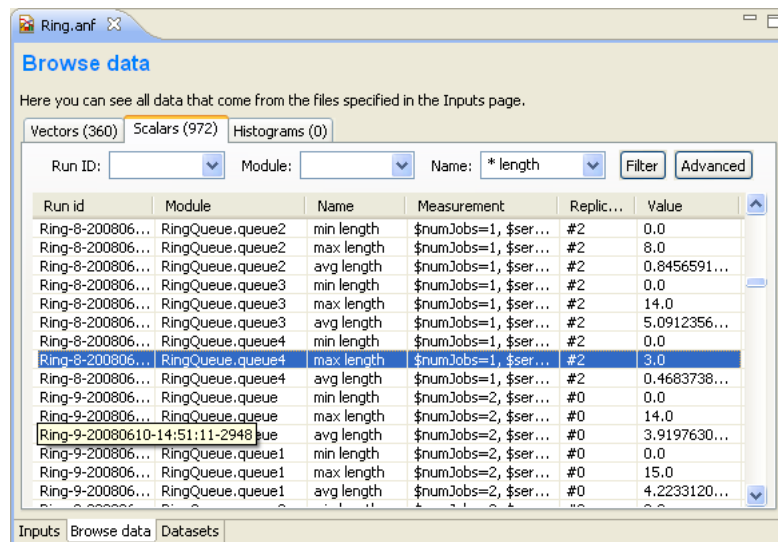 Ring.anf
Browse data
Here you can see all data that come from the files specified in the Inputs page.
Vectors (360) Scalars (972) Histograms (0)
Run ID: Module: Name: * length Filter Advanced
Run id Module Name Measurement Replic... Value
Ring-8-200806... RingQueue.queue2 min length $numJobs=1, $ser... #2 0.0
Ring-8-200806... RingQueue.queue2 max length $numJobs=1, $ser... #2 8.0
Ring-8-200806... RingQueue.queue2 avg length $numJobs=1, $ser... #2 0.8456591...
Ring-8-200806... RingQueue.queue3 min length $numJobs=1, $ser... #2 0.0
Ring-8-200806... RingQueue.queue3 max length $numJobs=1, $ser... #2 14.0
Ring-8-200806... RingQueue.queue3 avg length $numJobs=1, $ser... #2 5.0912356...
Ring-8-200806... RingQueue.queue4 min length $numJobs=1, $ser... #2 0.0
Ring-8-200806... RingQueue.queue4 max length $numJobs=1, $ser... #2 3.0
Ring-8-200806... RingQueue.queue4 avg length $numJobs=1, $ser... #2 0.4683738...
Ring-9-200806... RingQueue.queue min length $numJobs=2, $ser... #0 0.0
Ring-9-200806... RingQueue.queue max length $numJobs=2, $ser... #0 14.0
Ring-9-20080610-14:51:11-2948 eue avg length $numJobs=2, $ser... #0 3.9197630...
Ring-9-200806... RingQueue.queue1 min length $numJobs=2, $ser... #0 0.0
Ring-9-200806... RingQueue.queue1 max length $numJobs=2, $ser... #0 15.0
Ring-9-200806... RingQueue.queue1 avg length $numJobs=2, $ser... #0 4.2233120...
Inputs Browse data Datasets